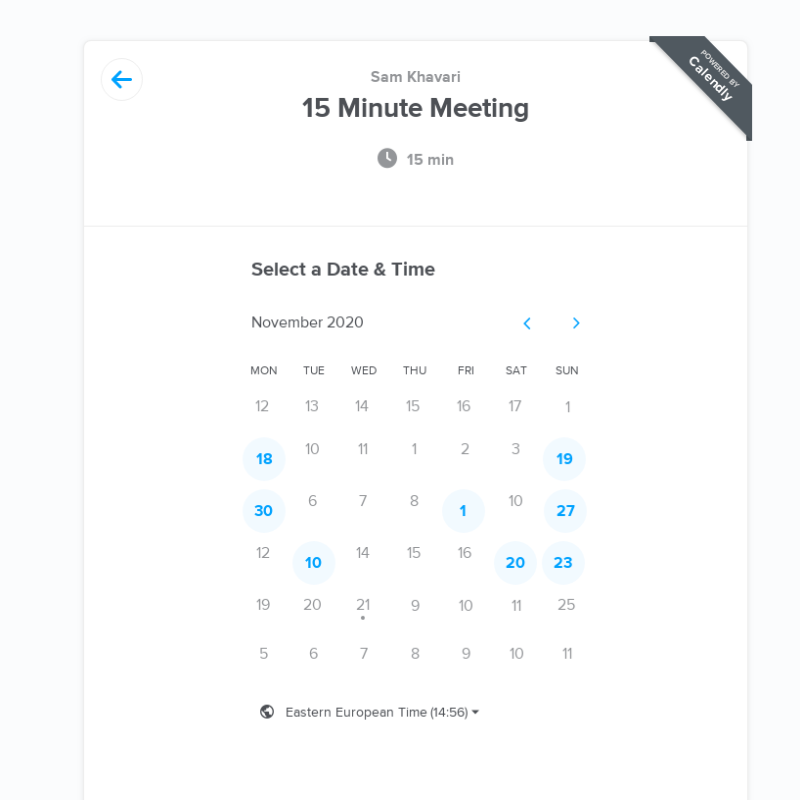 POWERED BY
Calendly
Sam Khavari
15 Minute Meeting
15 min
Select a Date & Time
November 2020
MON TUE WED THU FRI SAT SUN
12 13 14 15 16 17 1
18 10 11 1 2 3 19
30 6 7 8 1 10 27
12 10 14 15 16 20 23
19 20 21 9 10 11 25
5 6 7 8 9 10 11
Eastern European Time (14:56)